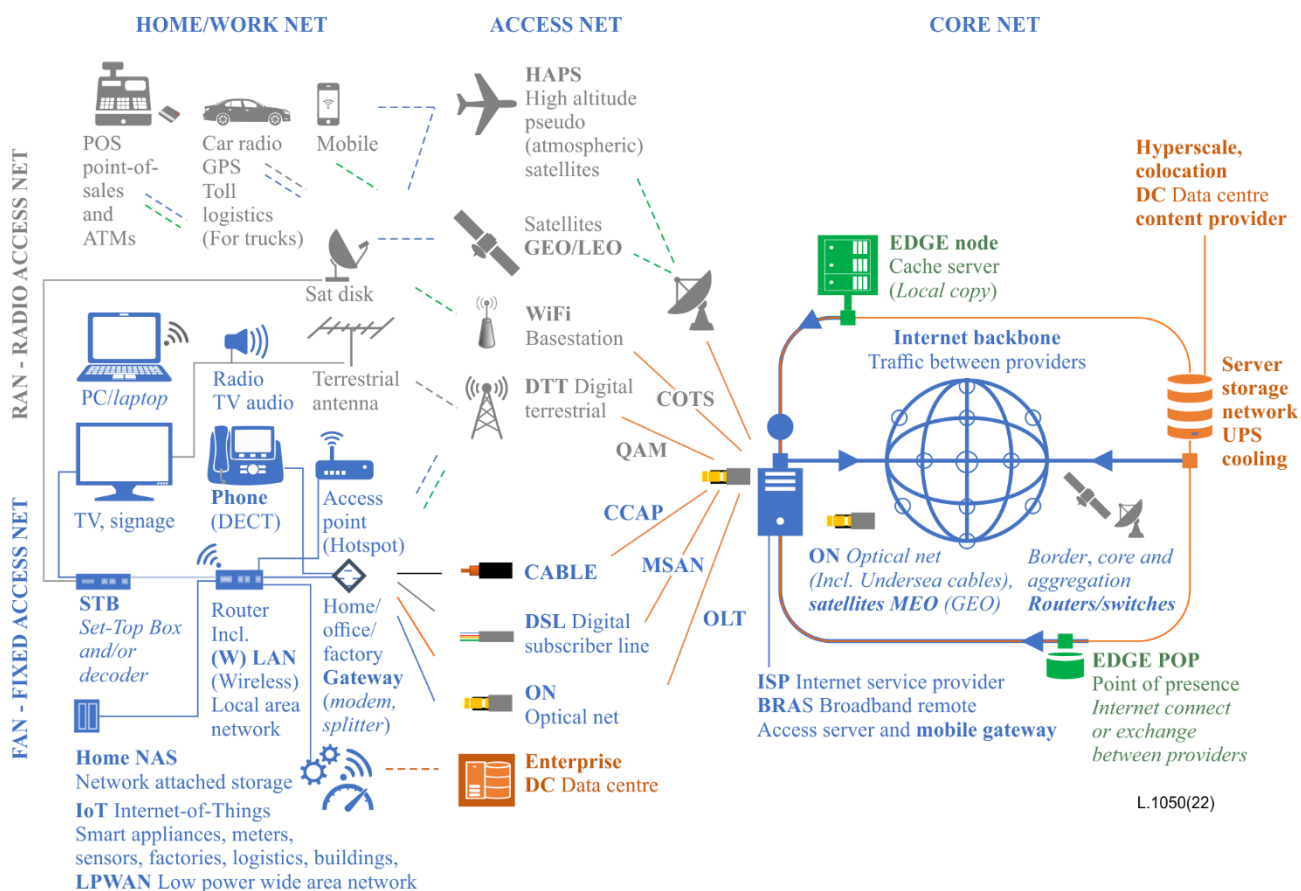 HOME/WORK NET
ACCESS NET
CORE NET
RAN - RADIO ACCESS NET
FAN - FIXED ACCESS NET
POS
point-of-
sales
and
ATMs
Car radio
GPS
Toll
logistics
(For trucks)
Mobile
Sat disk
PC/laptop
Radio
TV audio
Terrestrial
antenna
TV, signage
Phone
(DECT)
Access
point
(Hotspot)
STB
Set-Top Box
and/or
decoder
Router
Incl.
(W) LAN
(Wireless)
Local area
network
Home/
office/
factory
Gateway
(modem,
splitter)
Home NAS
Network attached storage
IoT Internet-of-Things
Smart appliances, meters,
sensors, factories, logistics, buildings,
LPWAN Low power wide area network
HAPS
High altitude
pseudo
(atmospheric)
satellites
Satellites
GEO/LEO
WiFi
Basestation
DTT Digital
terrestrial
COTS
QAM
CCAP
MSAN
OLT
CABLE
DSL Digital
subscriber line
ON
Optical net
Enterprise
DC Data centre
EDGE node
Cache server
(Local copy)
Internet backbone
Traffic between providers
Hyperscale,
colocation
DC Data centre
content provider
Server
storage
network
UPS
cooling
ON Optical net
(Incl. Undersea cables),
satellites MEO (GEO)
Border, core and
aggregation
Routers/switches
ISP Internet service provider
BRAS Broadband remote
Access server and mobile gateway
EDGE POP
Point of presence
Internet connect
or exchange
between providers
L.1050(22)